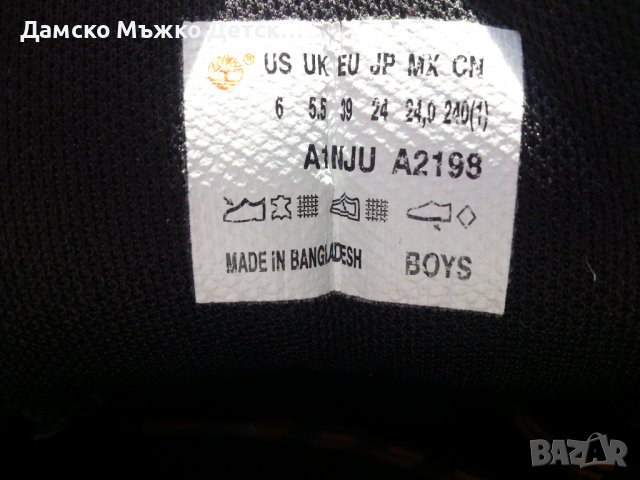 Дамско Мъжко Детск...
US UK EU JP MX CN
6 5.5 39 24 24,0 240(1)
A1NJU A2198
MADE IN BANGLADESH BOYS
BAZAR